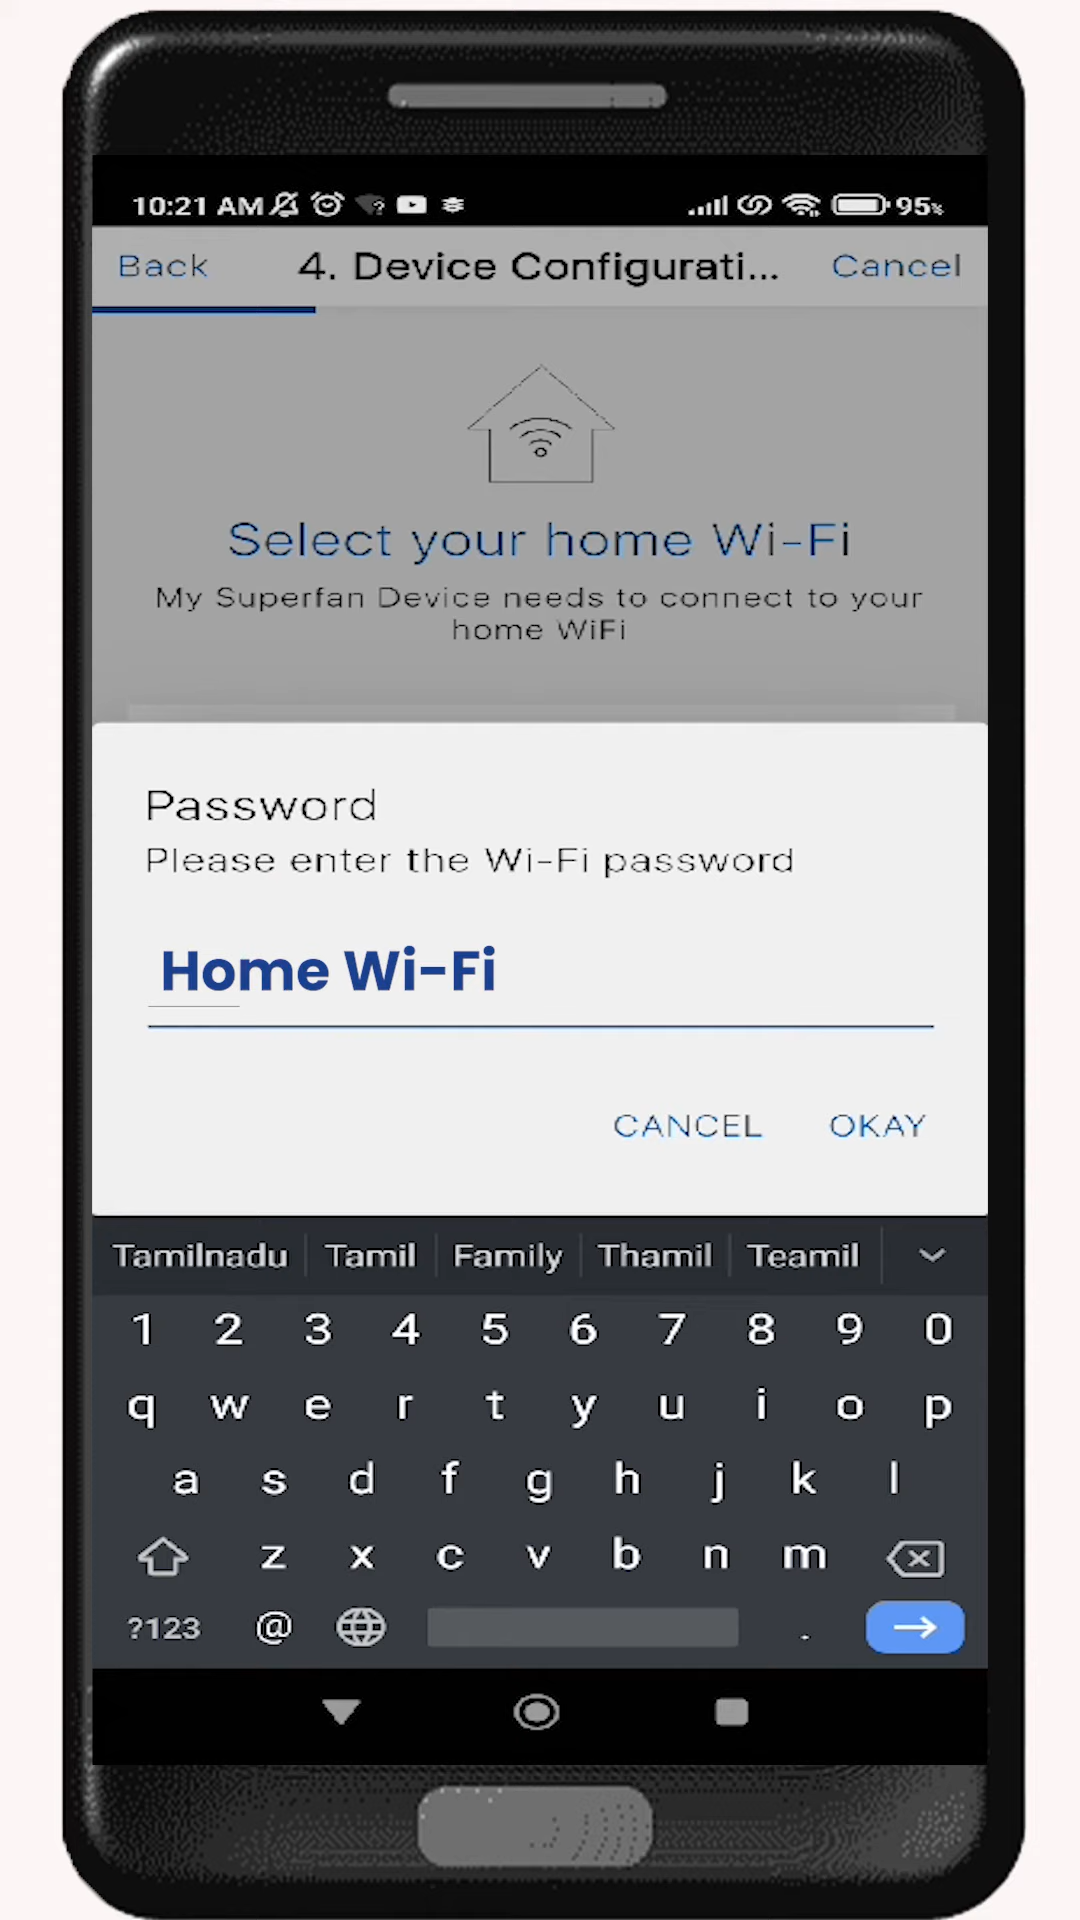 10:21 AM 95%
Back 4. Device Configurati... Cancel
Select your home Wi-Fi
My Superfan Device needs to connect to your
home WiFi
Password
Please enter the Wi-Fi password
Home Wi-Fi
CANCEL OKAY
Tamilnadu Tamil Family Thamil Teamil
1 2 3 4 5 6 7 8 9 0
q w e r t y u i o p
a s d f g h j k l
z x c v b n m
?123 @ .